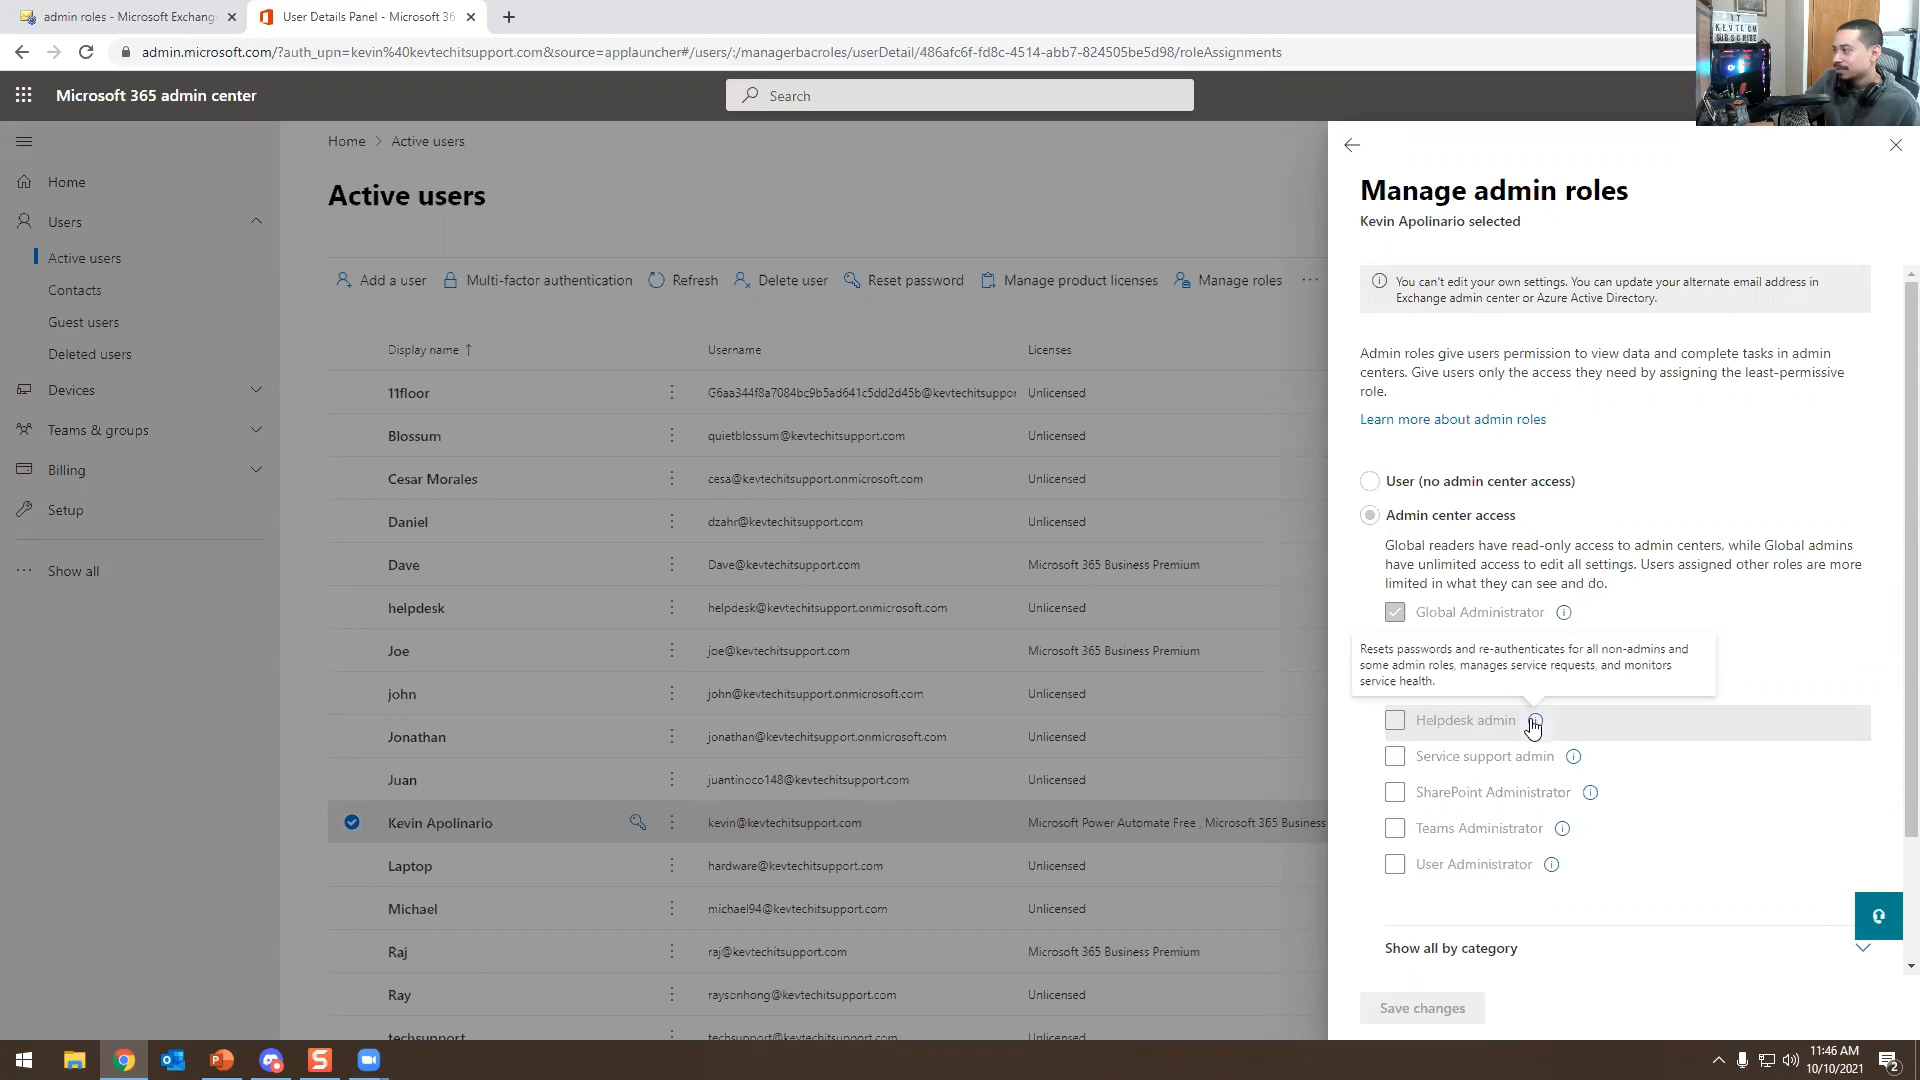 admin roles - Microsoft Exchange
User Details Panel - Microsoft 36
admin.microsoft.com/?auth_upn=kevin%40kevtechitsupport.com&source=applauncher#/users/:/managerbacroles/userDetail/486afc6f-fd8c-4514-abb7-824505be5d98/roleAssignments
KEVTECH
SUBSCRIBE
Microsoft 365 admin center
Search
Home
Users
Active users
Contacts
Guest users
Deleted users
Devices
Teams & groups
Billing
Setup
Show all
Home > Active users
Active users
Add a user
Multi-factor authentication
Refresh
Delete user
Reset password
Manage product licenses
Manage roles
Display name ↑ Username Licenses
11floor G6aa344f8a7084bc9b5ad641c5dd2d45b@kevtechitsuppor Unlicensed
Blossum quietblossum@kevtechitsupport.com Unlicensed
Cesar Morales cesa@kevtechitsupport.onmicrosoft.com Unlicensed
Daniel dzahr@kevtechitsupport.com Unlicensed
Dave Dave@kevtechitsupport.com Microsoft 365 Business Premium
helpdesk helpdesk@kevtechitsupport.onmicrosoft.com Unlicensed
Joe joe@kevtechitsupport.com Microsoft 365 Business Premium
john john@kevtechitsupport.onmicrosoft.com Unlicensed
Jonathan jonathan@kevtechitsupport.onmicrosoft.com Unlicensed
Juan juantinoco148@kevtechitsupport.com Unlicensed
Kevin Apolinario kevin@kevtechitsupport.com Microsoft Power Automate Free , Microsoft 365 Business
Laptop hardware@kevtechitsupport.com Unlicensed
Michael michael94@kevtechitsupport.com Unlicensed
Raj raj@kevtechitsupport.com Microsoft 365 Business Premium
Ray raysonhong@kevtechitsupport.com Unlicensed
techsupport techsupport@kevtechitsupport.com Unlicensed
Manage admin roles
Kevin Apolinario selected
You can't edit your own settings. You can update your alternate email address in
Exchange admin center or Azure Active Directory.
Admin roles give users permission to view data and complete tasks in admin
centers. Give users only the access they need by assigning the least-permissive
role.
Learn more about admin roles
User (no admin center access)
Admin center access
Global readers have read-only access to admin centers, while Global admins
have unlimited access to edit all settings. Users assigned other roles are more
limited in what they can see and do.
Global Administrator
Resets passwords and re-authenticates for all non-admins and
some admin roles, manages service requests, and monitors
service health.
Helpdesk admin
Service support admin
SharePoint Administrator
Teams Administrator
User Administrator
Show all by category
Save changes
11:46 AM
10/10/2021
2